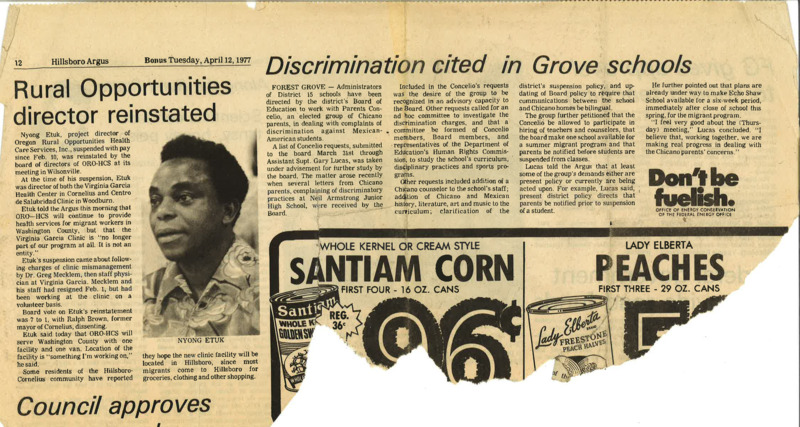 12 Hillsboro Argus Bonus Tuesday, April 12, 1977
Rural Opportunities
director reinstated
Nyong Etuk, project director of
Oregon Rural Opportunities Health
Care Services, Inc., suspended with pay
since Feb. 10, was reinstated by the
board of directors of ORO-HCS at its
meeting in Wilsonville.
At the time of his suspension, Etuk
was director of both the Virginia Garcia
Health Center in Cornelius and Centro
de Salubridad Clinic in Woodburn.
Etuk told the Argus this morning that
ORO-HCS will continue to provide
health services for migrant workers in
Washington County, but that the
Virginia Garcia Clinic is "no longer
part of our program at all. It is not an
entity."
Etuk's suspension came about follow-
ing charges of clinic mismanagement
by Dr. Greg Mecklem, then staff physi-
cian at Virginia Garcia. Mecklem and
his staff had resigned Feb. 1, but had
been working at the clinic on a
volunteer basis.
Board vote on Etuk's reinstatement
was 7 to 1, with Ralph Brown, former
mayor of Cornelius, dissenting.
Etuk said today that ORO-HCS will
serve Washington County with one
facility and one van. Location of the
facility is "something I'm working on,"
he said.
Some residents of the Hillsboro-
Cornelius community have reported
NYONG ETUK
they hope the new clinic facility will be
located in Hillsboro, since most
migrants come to Hillsboro for
groceries, clothing and other shopping.
Council approves
Discrimination cited in Grove schools
FOREST GROVE — Administrators
of District 15 schools have been
directed by the district's Board of
Education to work with Parents Con-
celio, an elected group of Chicano
parents, in dealing with complaints of
discrimination against Mexican-
American students.
A list of Concelio requests, submitted
to the board March 31st through
Assistant Supt. Gary Lucas, was taken
under advisement for further study by
the board. The matter arose recently
when several letters from Chicano
parents, complaining of discriminatory
practices at Neil Armstrong Junior
High School, were received by the
Board.
Included in the Concelio's requests
was the desire of the group to be
recognized in an advisory capacity to
the Board. Other requests called for an
ad hoc committee to investigate the
discrimination charges, and that a
committee be formed of Concelio
members, Board members, and
representatives of the Department of
Education's Human Rights Commis-
sion, to study the school's curriculum,
disciplinary practices and sports pro-
grams.
Other requests included addition of a
Chicano counselor to the school's staff;
addition of Chicano and Mexican
history, literature, art and music to the
curriculum; clarification of the
district's suspension policy, and up-
dating of Board policy to require that
communications between the school
and Chicano homes be bilingual.
The group further petitioned that the
Concelio be allowed to participate in
hiring of teachers and counselors, that
the board make one school available for
a summer migrant program and that
parents be notified before students are
suspended from classes.
Lucas told the Argus that at least
some of the group's demands either are
present policy or currently are being
acted upon. For example, Lucas said,
present district policy directs that
parents be notified prior to suspension
of a student.
He further pointed out that plans are
already under way to make Echo Shaw
School available for a six-week period,
immediately after close of school this
spring, for the migrant program.
"I feel very good about the (Thurs-
day) meeting," Lucas concluded. "I
believe that, working together, we are
making real progress in dealing with
the Chicano parents' concerns."
Don't be
fuelish.
OFFICE OF ENERGY CONSERVATION
OF THE FEDERAL ENERGY OFFICE
WHOLE KERNEL OR CREAM STYLE
SANTIAM CORN
FIRST FOUR - 16 OZ. CANS
Santiam
WHOLE K
GOLDEN SW
REG.
36¢
96¢
LADY ELBERTA
PEACHES
FIRST THREE - 29 OZ. CANS
Lady Elberta
FREESTONE
PEACH HALVES